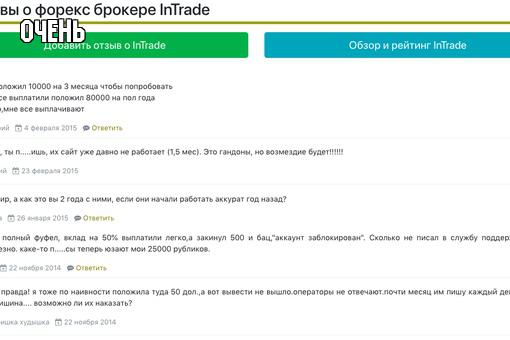 вы о форекс брокере InTrade
ОЧЕНЬ
Добавить отзыв о InTrade
Обзор и рейтинг InTrade
оложил 10000 на 3 месяца чтобы попробовать
се выплатили положил 80000 на пол года
о,мне все выплачивают
ий 4 февраля 2015 Ответить
, ты п.....ишь, их сайт уже давно не работает (1,5 мес). Это гандоны, но возмездие будет!!!!!!
ий 23 февраля 2015
ир, а как это вы 2 года с ними, если они начали работать аккурат год назад?
а 26 января 2015 Ответить
полный фуфел, вклад на 50% выплатили легко,а закинул 500 и бац,"аккаунт заблокирован". Сколько не писал в службу поддер
езно. каке-то п.....сы теперь юзают мои 25000 рубликов.
22 ноября 2014 Ответить
правда! я тоже по наивности положила туда 50 дол.,а вот вывести не вышло.операторы не отвечают.почти месяц им пишу каждый де
ишина.... возможно ли их наказать?
ишка худышка 22 ноября 2014